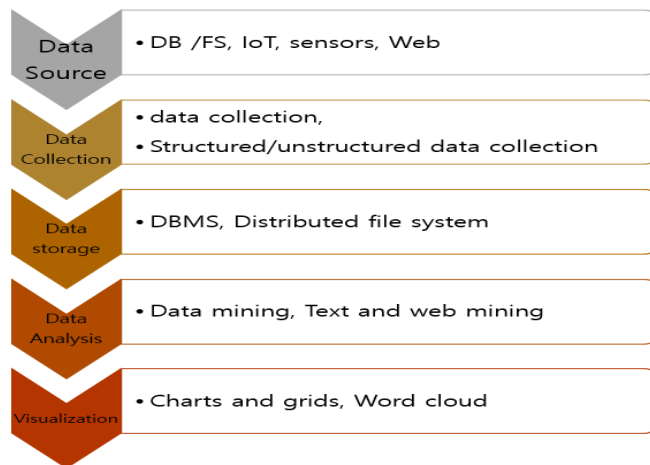 Data
Source
• DB /FS, IoT, sensors, Web
Data
Collection
• data collection,
• Structured/unstructured data collection
Data
storage
• DBMS, Distributed file system
Data
Analysis
• Data mining, Text and web mining
Visualization
• Charts and grids, Word cloud